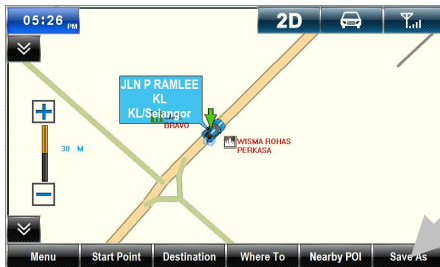 05:26 PM
2D
JLN P RAMLEE
KL
KL/Selangor
BRAVO
WISMA ROHAS
PERKASA
30 M
Menu
Start Point
Destination
Where To
Nearby POI
Save As